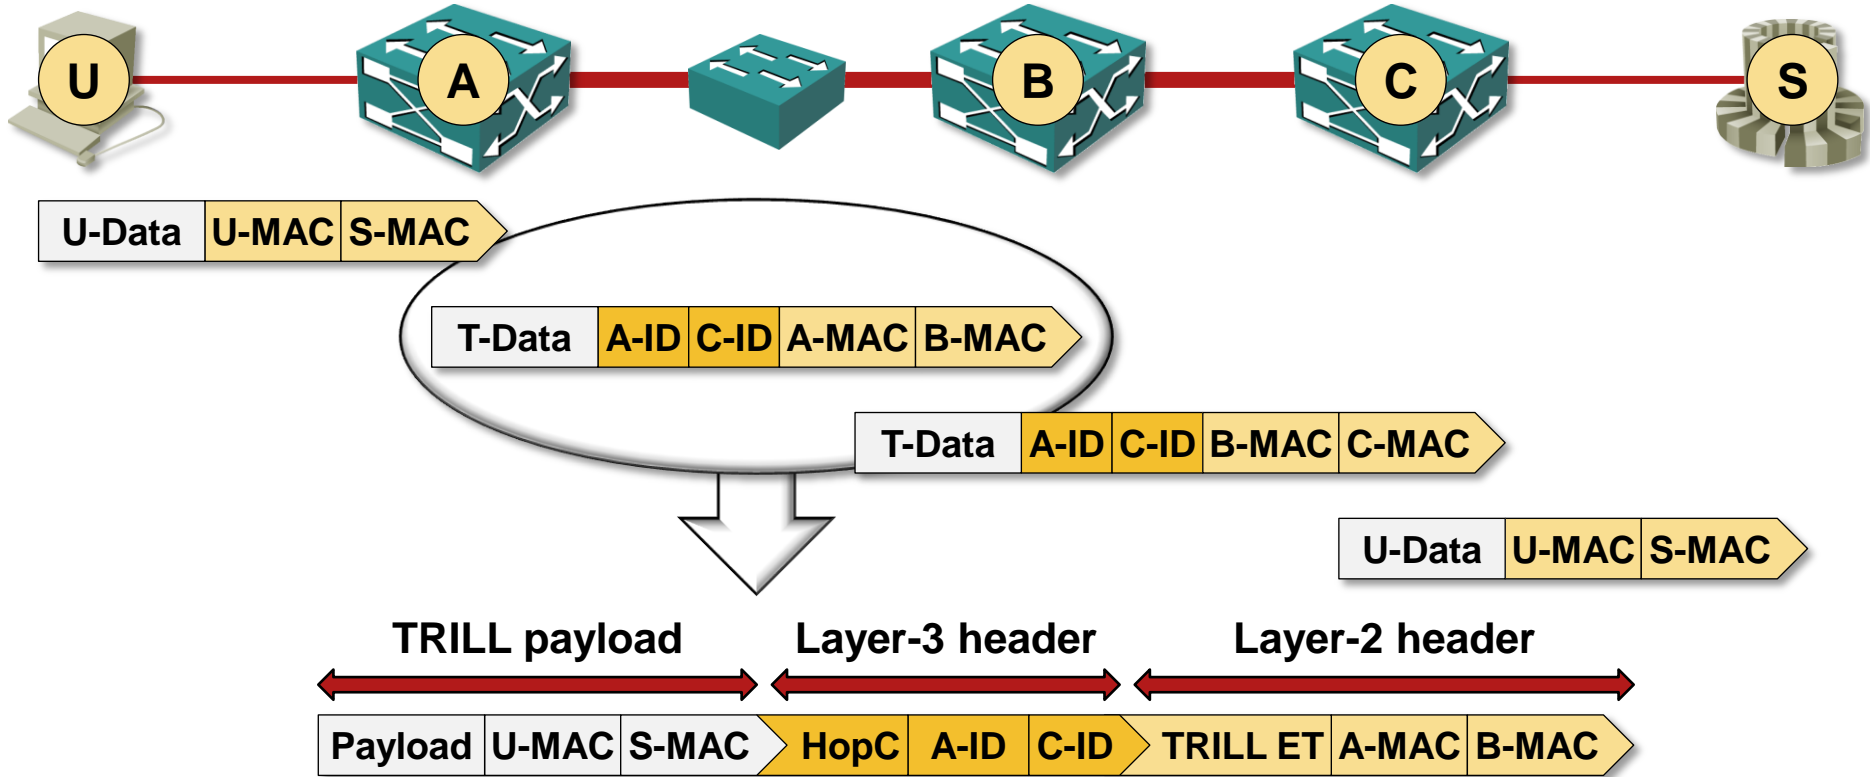 U A B C S
U-Data U-MAC S-MAC
T-Data A-ID C-ID A-MAC B-MAC
T-Data A-ID C-ID B-MAC C-MAC
U-Data U-MAC S-MAC
TRILL payload Layer-3 header Layer-2 header
Payload U-MAC S-MAC HopC A-ID C-ID TRILL ET A-MAC B-MAC